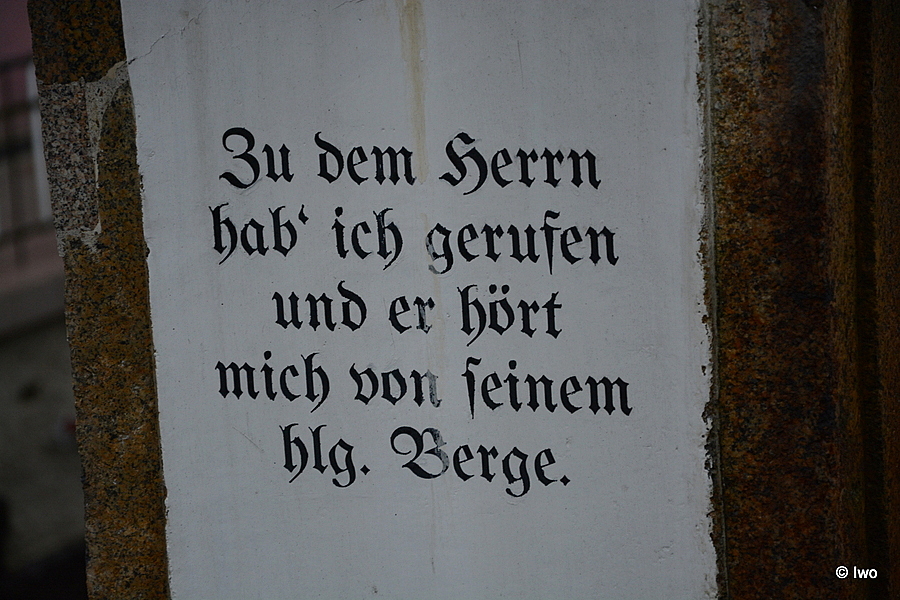 Zu dem Herrn
hab‘ ich gerufen
und er hört
mich von seinem
hlg. Berge.
© Iwo